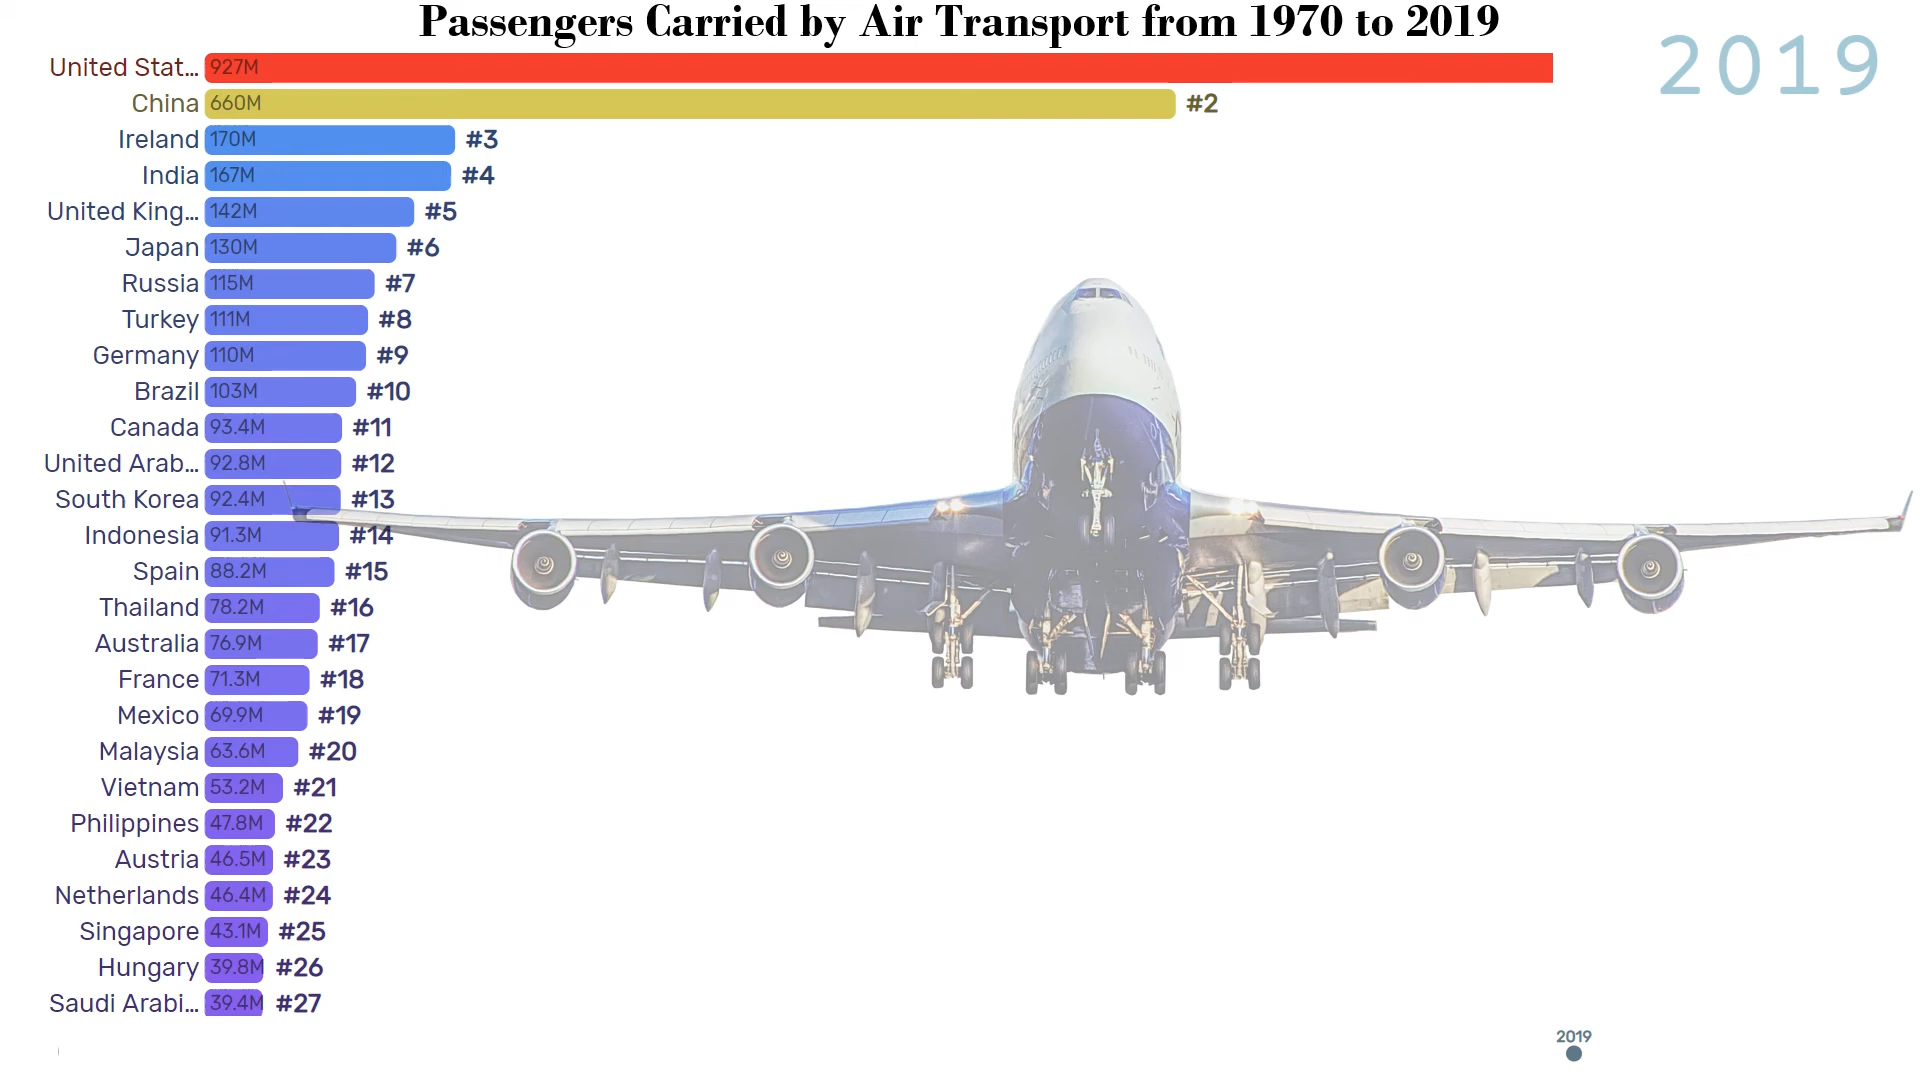 Passengers Carried by Air Transport from 1970 to 2019
2019
United Stat... 927M
China 660M #2
Ireland 170M #3
India 167M #4
United King... 142M #5
Japan 130M #6
Russia 115M #7
Turkey 111M #8
Germany 110M #9
Brazil 103M #10
Canada 93.4M #11
United Arab... 92.8M #12
South Korea 92.4M #13
Indonesia 91.3M #14
Spain 88.2M #15
Thailand 78.2M #16
Australia 76.9M #17
France 71.3M #18
Mexico 69.9M #19
Malaysia 63.6M #20
Vietnam 53.2M #21
Philippines 47.8M #22
Austria 46.5M #23
Netherlands 46.4M #24
Singapore 43.1M #25
Hungary 39.8M #26
Saudi Arabi... 39.4M #27
2019